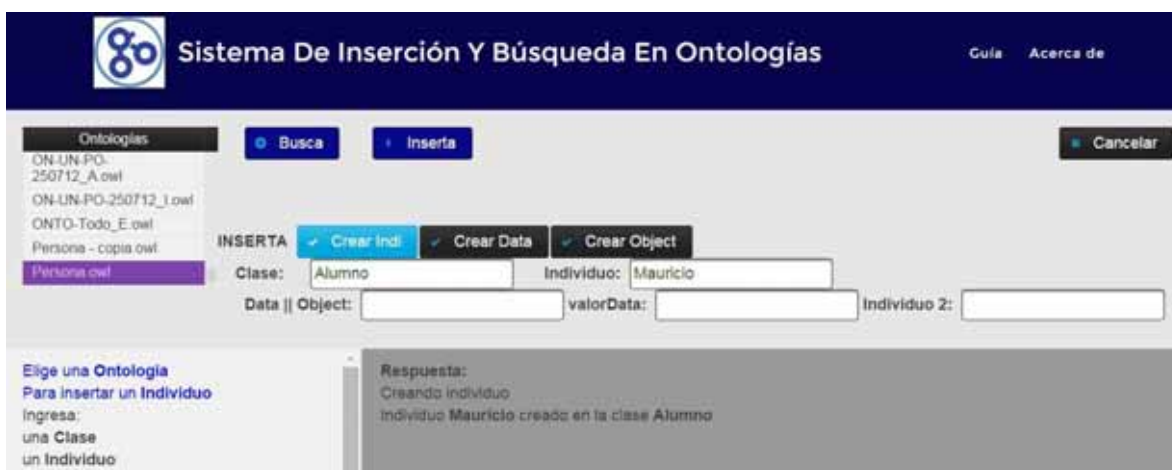 Sistema De Inserción Y Búsqueda En Ontologías
Guía
Acerca de
Ontologías
ON-UN-PO-
250712_A.owl
ON-UN-PO-250712_I.owl
ONTO-Todo_E.owl
Persona - copia.owl
Persona.owl
Busca
Inserta
Cancelar
INSERTA
Crear Indi
Crear Data
Crear Object
Clase: Alumno
Individuo: Mauricio
Data || Object:
valorData:
Individuo 2:
Elige una Ontología
Para insertar un Individuo
Ingresa:
una Clase
un Individuo
Respuesta:
Creando individuo
Individuo Mauricio creado en la clase Alumno